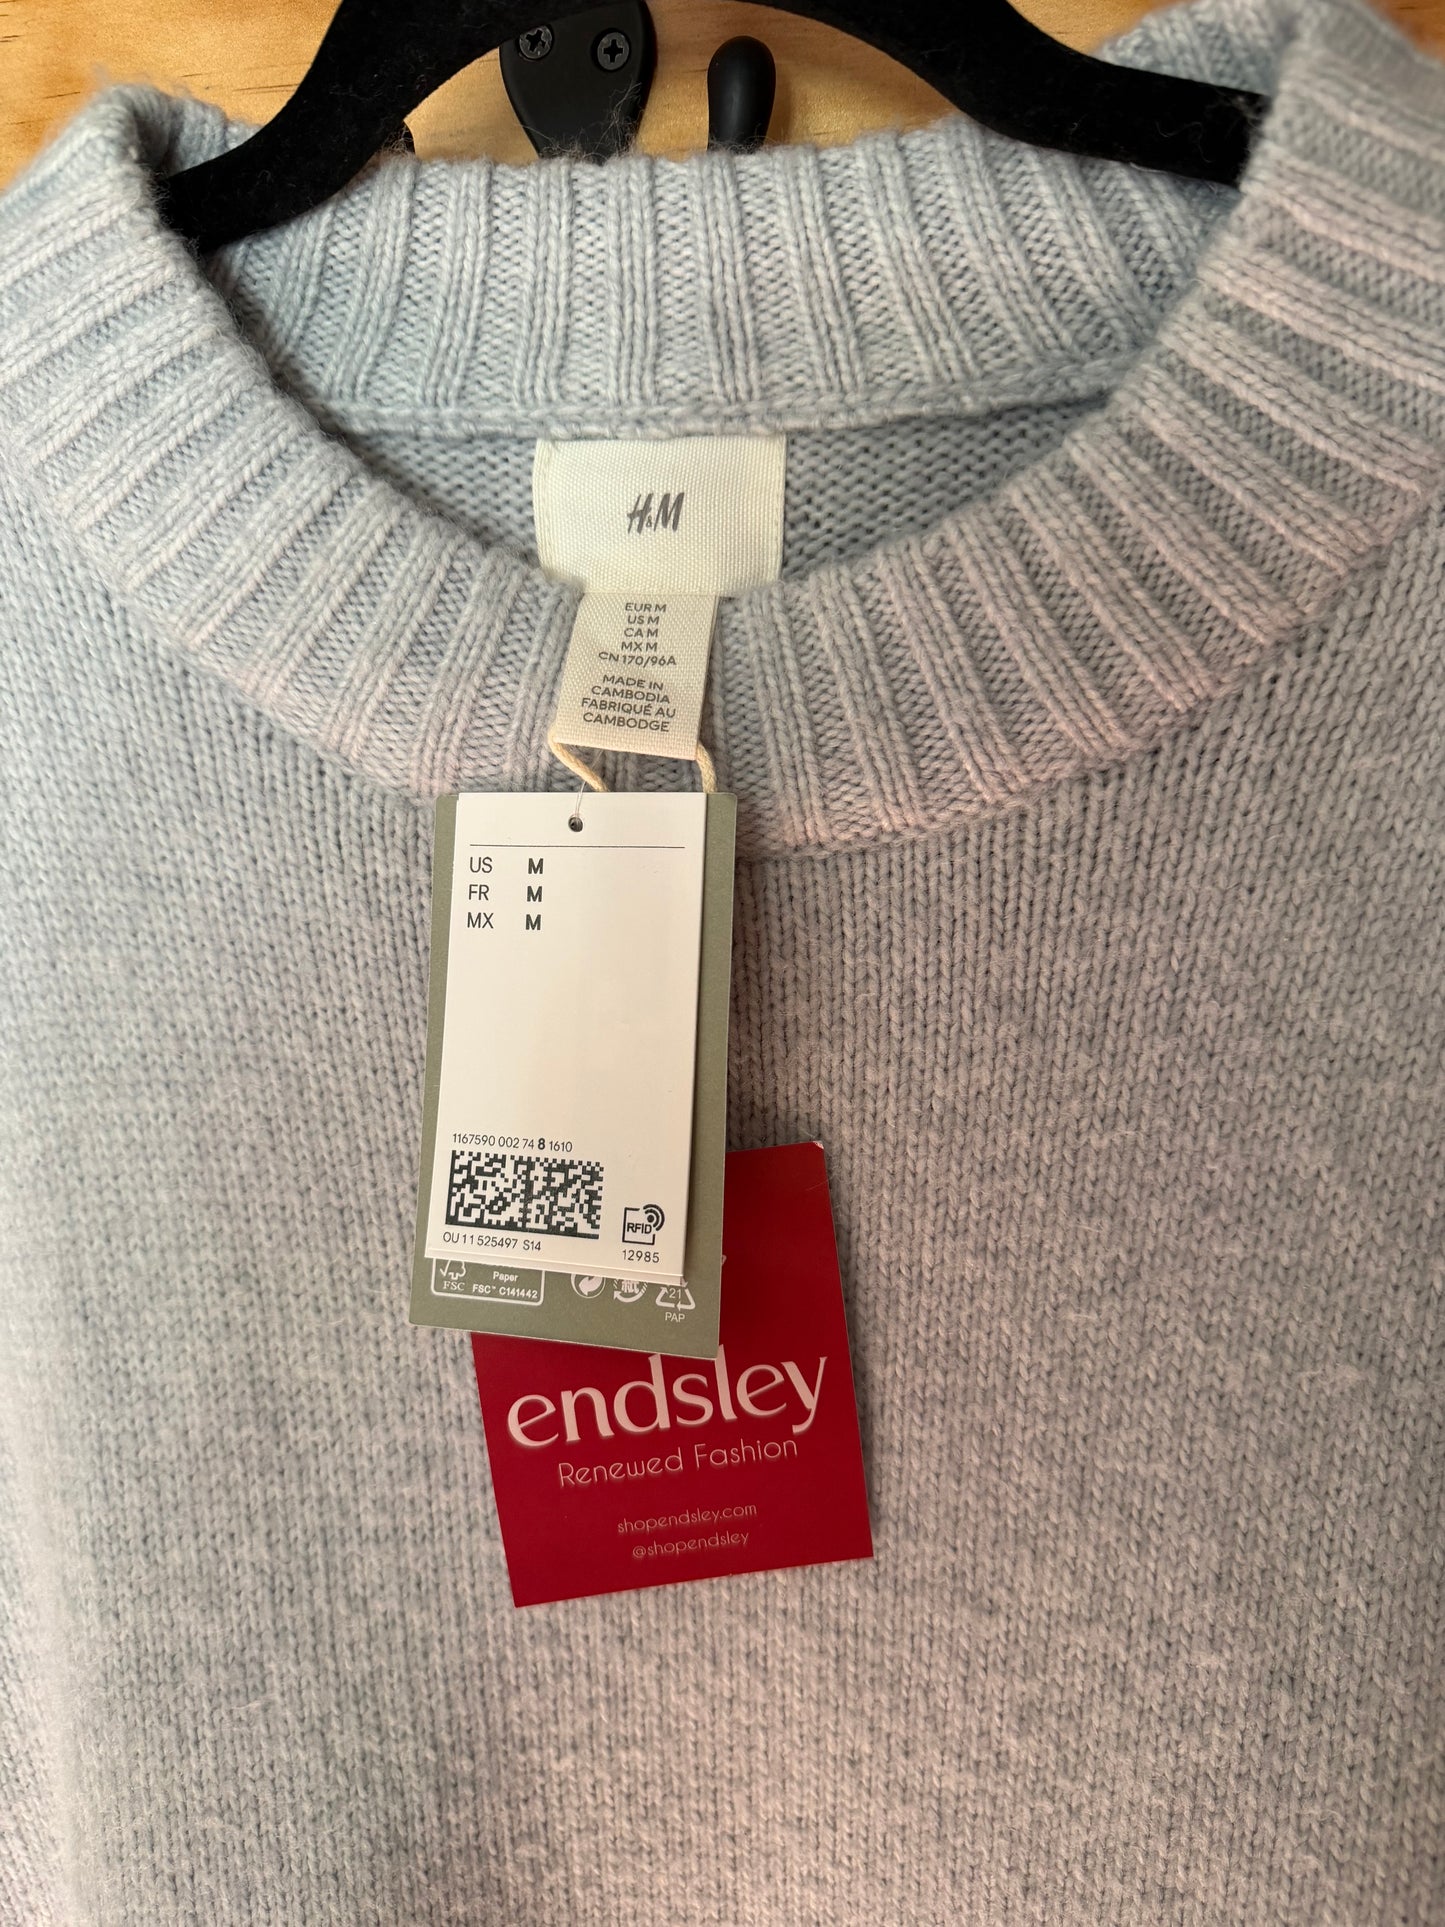 H&M
EUR M
US M
CA M
MX M
CN 170/96A
MADE IN
CAMBODIA
FABRIQUÉ AU
CAMBODGE
US M
FR M
MX M
1167590 002 74 8 1610
OU 11 525497 S14
RFID
12985
FSC
Paper
FSC™ C141442
21
PAP
endsley
Renewed Fashion
shopendsley.com
@shopendsley